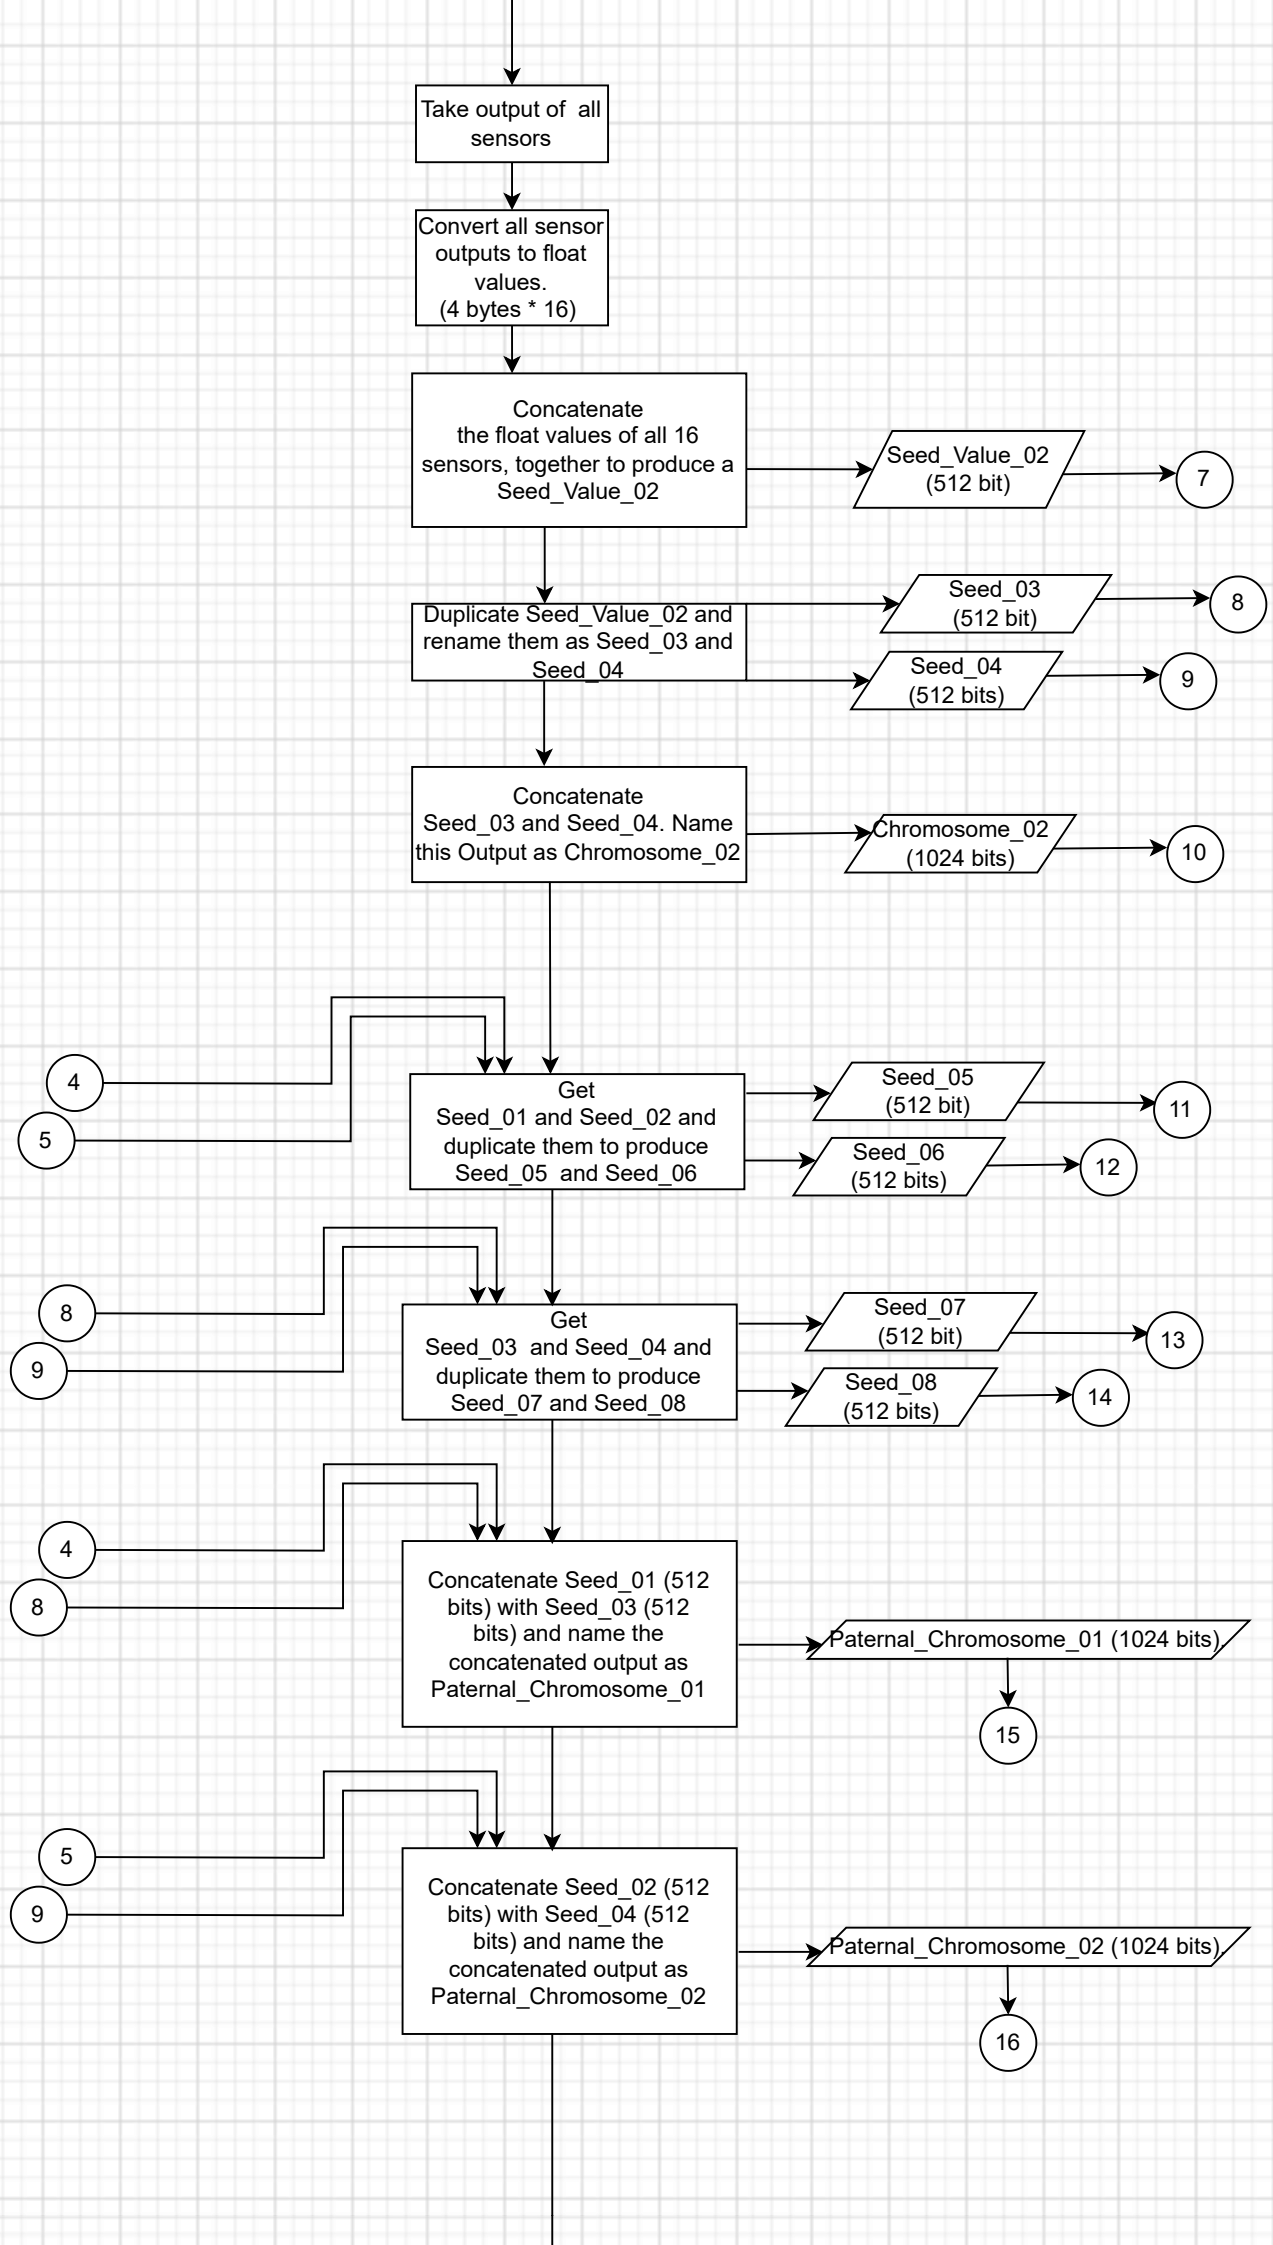 Take output of  all
sensors
Convert all sensor
outputs to float
values.
(4 bytes * 16)
Concatenate
the float values of all 16
sensors, together to produce a
Seed_Value_02
Seed_Value_02
(512 bit)
7
Duplicate Seed_Value_02 and
rename them as Seed_03 and
Seed_04
Seed_03
(512 bit)
8
Seed_04
(512 bits)
9
Concatenate
Seed_03 and Seed_04. Name
this Output as Chromosome_02
Chromosome_02
(1024 bits)
10
4
5
Get
Seed_01 and Seed_02 and
duplicate them to produce
Seed_05  and Seed_06
Seed_05
(512 bit)
11
Seed_06
(512 bits)
12
8
9
Get
Seed_03  and Seed_04 and
duplicate them to produce
Seed_07 and Seed_08
Seed_07
(512 bit)
13
Seed_08
(512 bits)
14
4
8
Concatenate Seed_01 (512
bits) with Seed_03 (512
bits) and name the
concatenated output as
Paternal_Chromosome_01
Paternal_Chromosome_01 (1024 bits).
15
5
9
Concatenate Seed_02 (512
bits) with Seed_04 (512
bits) and name the
concatenated output as
Paternal_Chromosome_02
Paternal_Chromosome_02 (1024 bits).
16